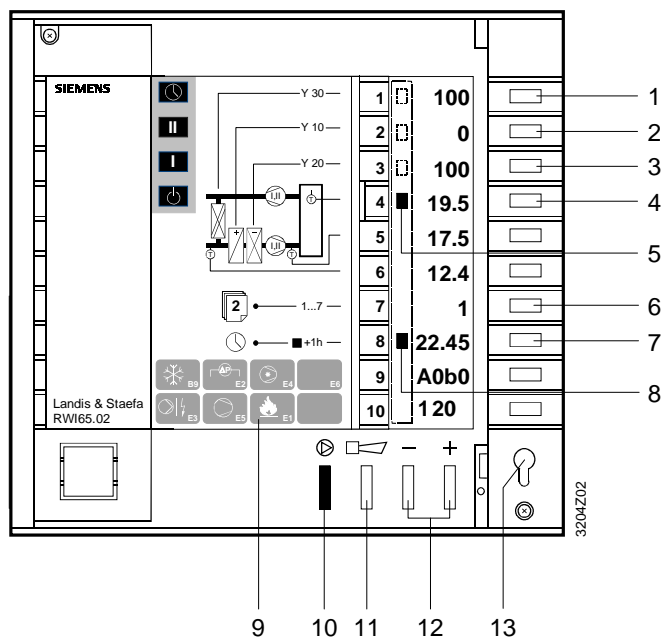 SIEMENS
II
I
Y 30
Y 10
Y 20
I,II
T
+
−
I,II
T
T
2
1...7
■+1h
B9
ΔP
E2
E4
E6
E3
E5
E1
Landis & Staefa
RWI65.02
1 100
2 0
3 100
4 19.5
5 17.5
6 12.4
7 1
8 22.45
9 A0b0
10 120
− +
1
2
3
4
5
6
7
8
9
10
11
12
13
3204Z02